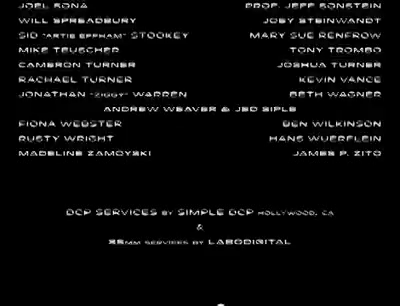 JOEL SONA PROF. JEFF SONSTEIN
WILL SPREADBURY JOBY STEINWANDT
SID "ARTIE EFFHAM" STOOKEY MARY SUE RENFROW
MIKE TEUSCHER TONY TROMBO
CAMERON TURNER JOSHUA TURNER
RACHAEL TURNER KEVIN VANCE
JONATHAN "ZIGGY" WARREN BETH WAGNER
ANDREW WEAVER & JED SIPLE
FIONA WEBSTER BEN WILKINSON
RUSTY WRIGHT HANS WUERFLEIN
MADELINE ZAMOYSKI JAMES P. ZITO
DCP SERVICES BY SIMPLE DCP HOLLYWOOD, CA
&
35MM SERVICES BY LABODIGITAL